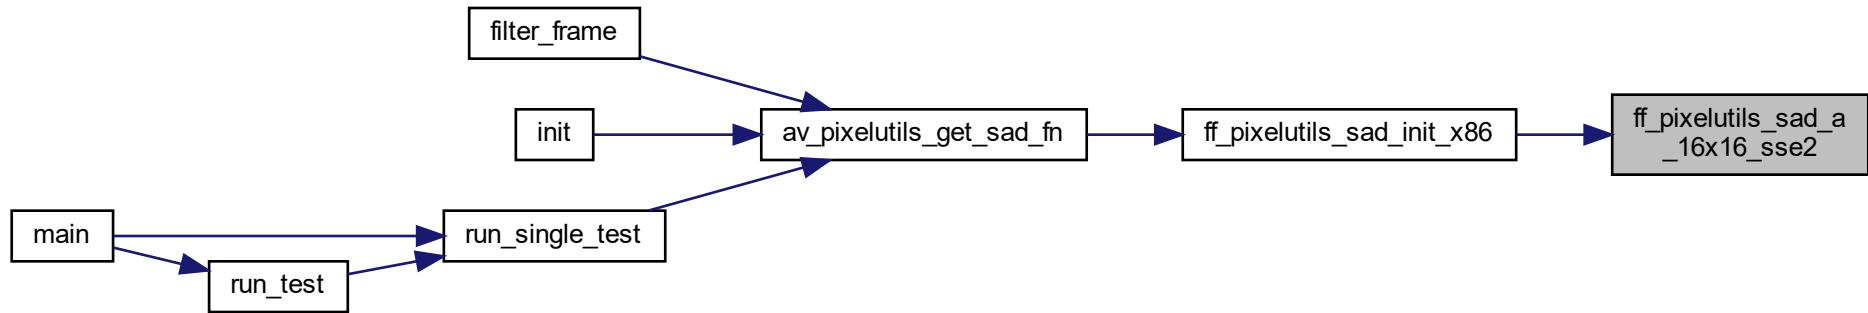 filter_frame
init
av_pixelutils_get_sad_fn
ff_pixelutils_sad_init_x86
ff_pixelutils_sad_a
_16x16_sse2
main
run_single_test
run_test